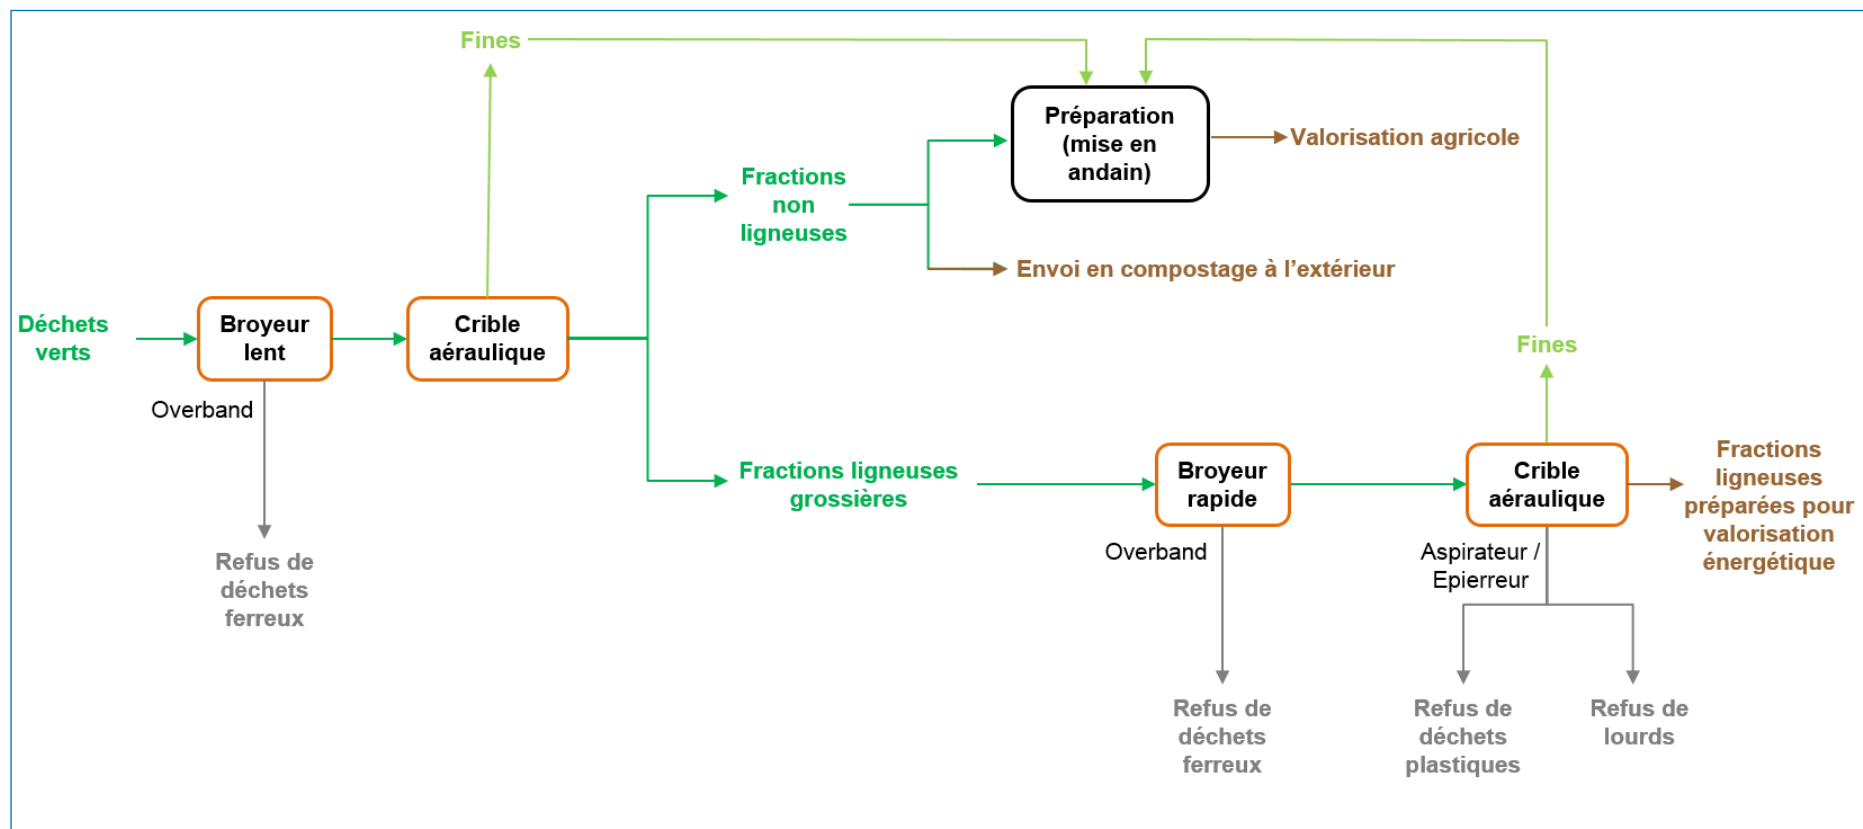 Fines
Préparation
(mise en
andain)
Valorisation agricole
Fractions
non
ligneuses
Envoi en compostage à l’extérieur
Déchets
verts
Broyeur
lent
Crible
aéraulique
Fines
Overband
Refus de
déchets
ferreux
Fractions ligneuses
grossières
Broyeur
rapide
Crible
aéraulique
Fractions
ligneuses
préparées pour
valorisation
énergétique
Overband
Aspirateur /
Epierreur
Refus de
déchets
ferreux
Refus de
déchets
plastiques
Refus de
lourds